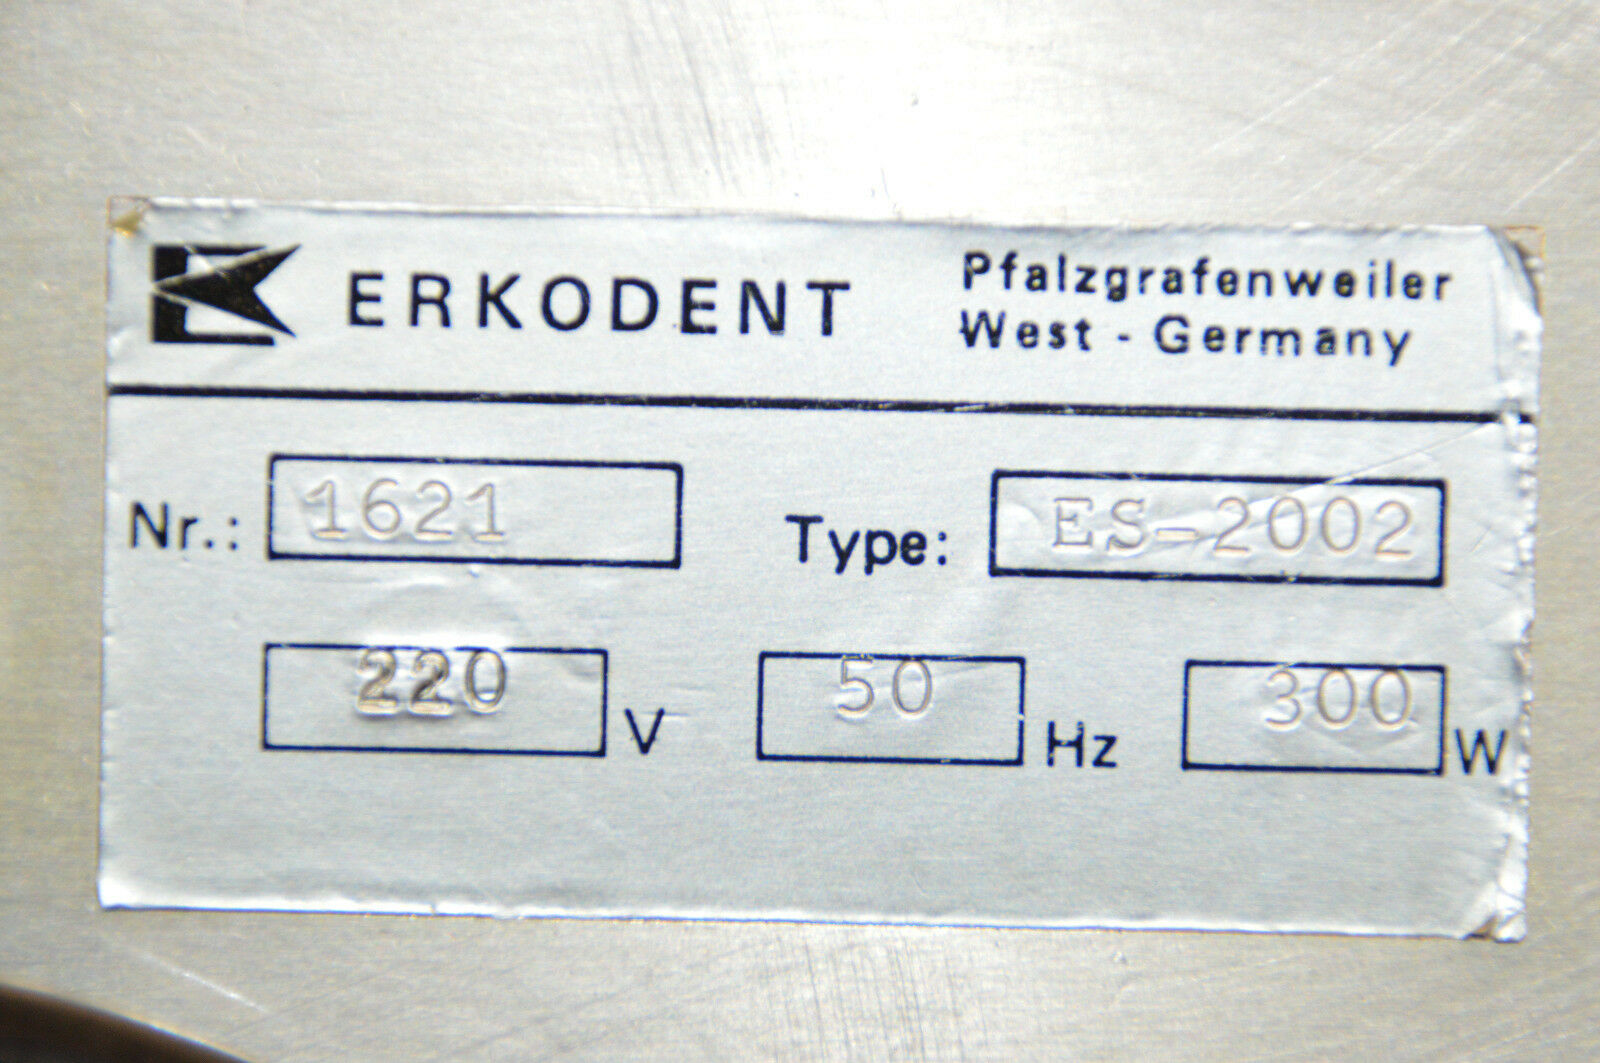 ERKODENT
Pfalzgrafenweiler
West - Germany
Nr.: 1621 Type: ES-2002
220 V 50 Hz 300 W